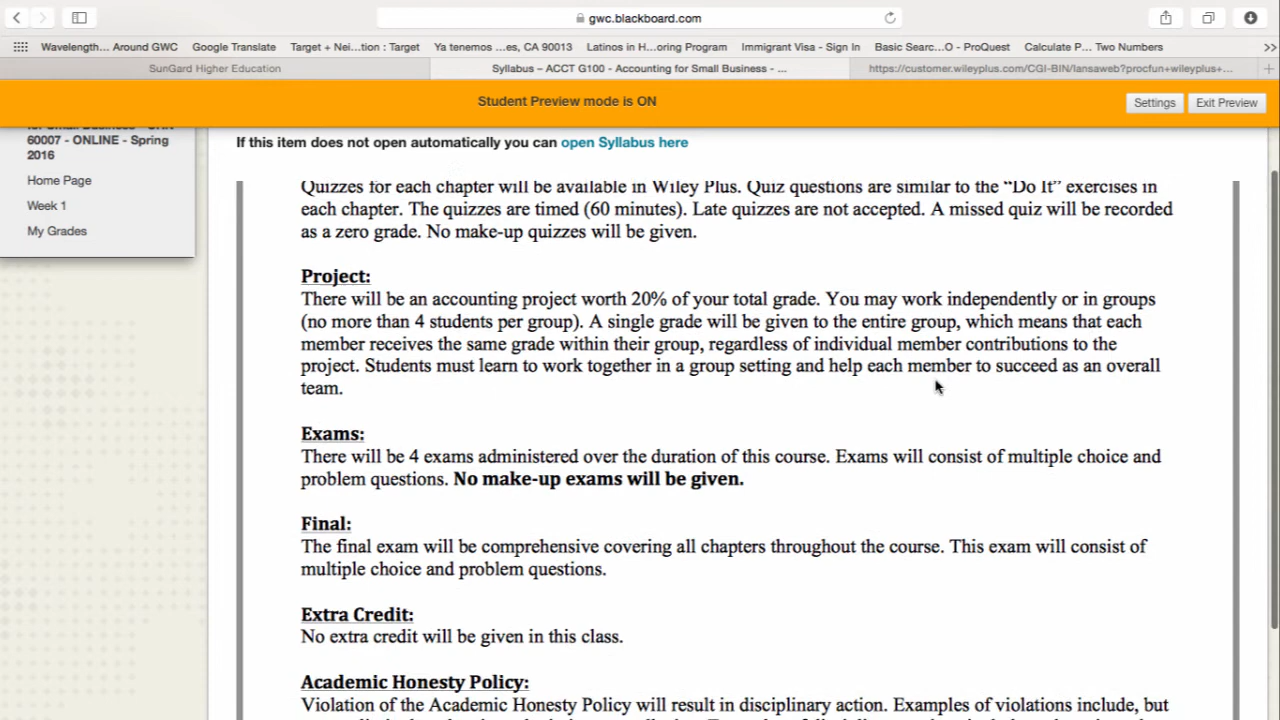 gwc.blackboard.com
Wavelength... Around GWC
Google Translate
Target + Nei...tion : Target
Ya tenemos ...es, CA 90013
Latinos in H...oring Program
Immigrant Visa - Sign In
Basic Searc...O - ProQuest
Calculate P... Two Numbers
SunGard Higher Education
Syllabus – ACCT G100 - Accounting for Small Business - ...
https://customer.wileyplus.com/CGI-BIN/lansaweb?procfun+wileyplus+...
Student Preview mode is ON
Settings
Exit Preview
60007 - ONLINE - Spring
2016
Home Page
Week 1
My Grades
If this item does not open automatically you can open Syllabus here
Quizzes for each chapter will be available in Wiley Plus. Quiz questions are similar to the “Do It” exercises in
each chapter. The quizzes are timed (60 minutes). Late quizzes are not accepted. A missed quiz will be recorded
as a zero grade. No make-up quizzes will be given.
Project:
There will be an accounting project worth 20% of your total grade. You may work independently or in groups
(no more than 4 students per group). A single grade will be given to the entire group, which means that each
member receives the same grade within their group, regardless of individual member contributions to the
project. Students must learn to work together in a group setting and help each member to succeed as an overall
team.
Exams:
There will be 4 exams administered over the duration of this course. Exams will consist of multiple choice and
problem questions. No make-up exams will be given.
Final:
The final exam will be comprehensive covering all chapters throughout the course. This exam will consist of
multiple choice and problem questions.
Extra Credit:
No extra credit will be given in this class.
Academic Honesty Policy:
Violation of the Academic Honesty Policy will result in disciplinary action. Examples of violations include, but